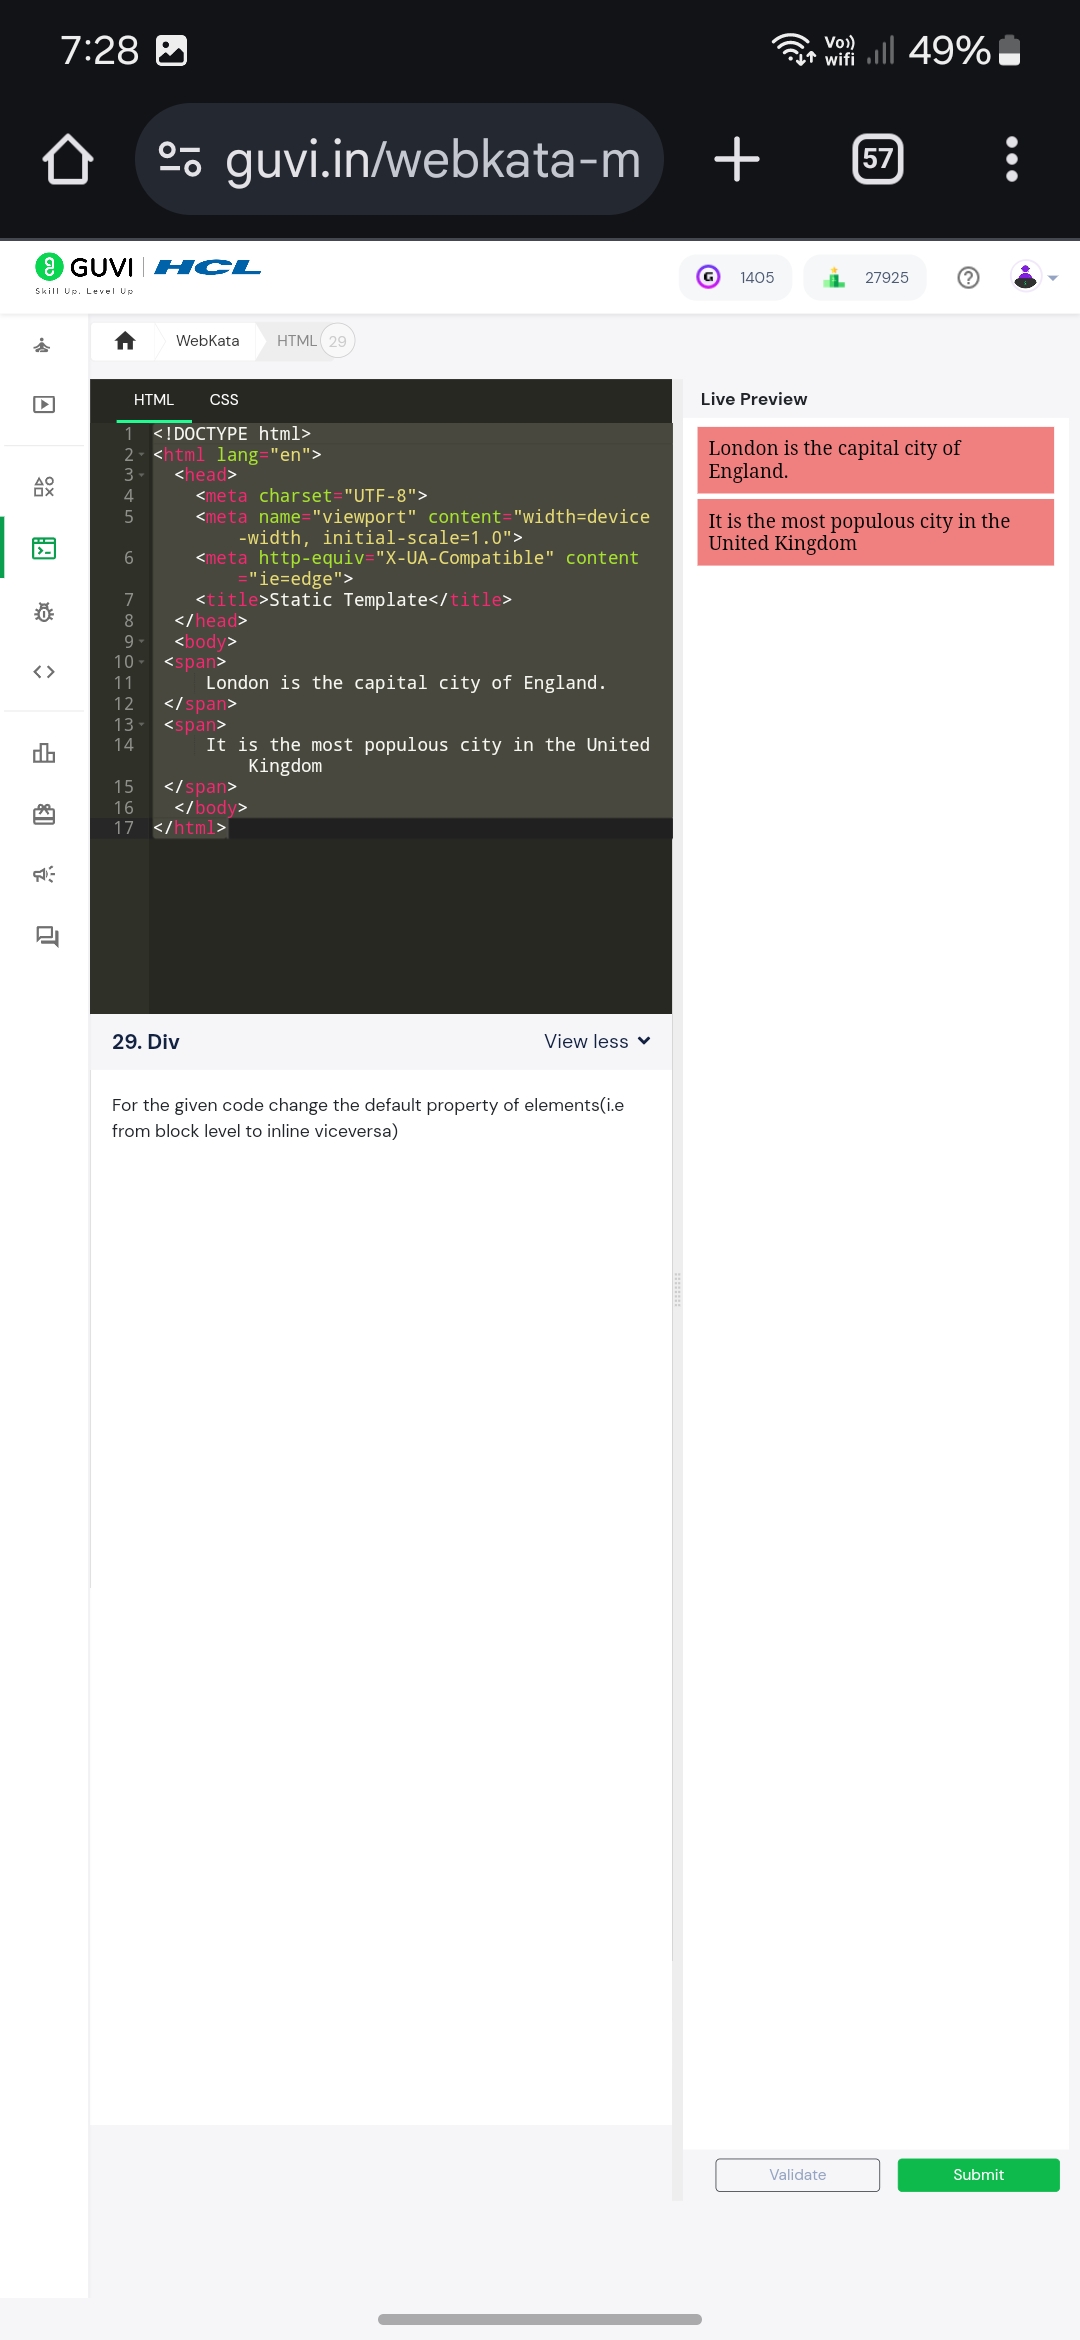 7:28
Vo))
wifi
49%
guvi.in/webkata-m
57
GUVI | HCL
Skill Up. Level Up
1405
27925
WebKata
HTML 29
HTML CSS
1 <!DOCTYPE html>
2 <html lang="en">
3 <head>
4 <meta charset="UTF-8">
5 <meta name="viewport" content="width=device
-width, initial-scale=1.0">
6 <meta http-equiv="X-UA-Compatible" content
="ie=edge">
7 <title>Static Template</title>
8 </head>
9 <body>
10 <span>
11 London is the capital city of England.
12 </span>
13 <span>
14 It is the most populous city in the United
Kingdom
15 </span>
16 </body>
17 </html>
29. Div
View less
For the given code change the default property of elements(i.e
from block level to inline viceversa)
Live Preview
London is the capital city of
England.
It is the most populous city in the
United Kingdom
Validate
Submit